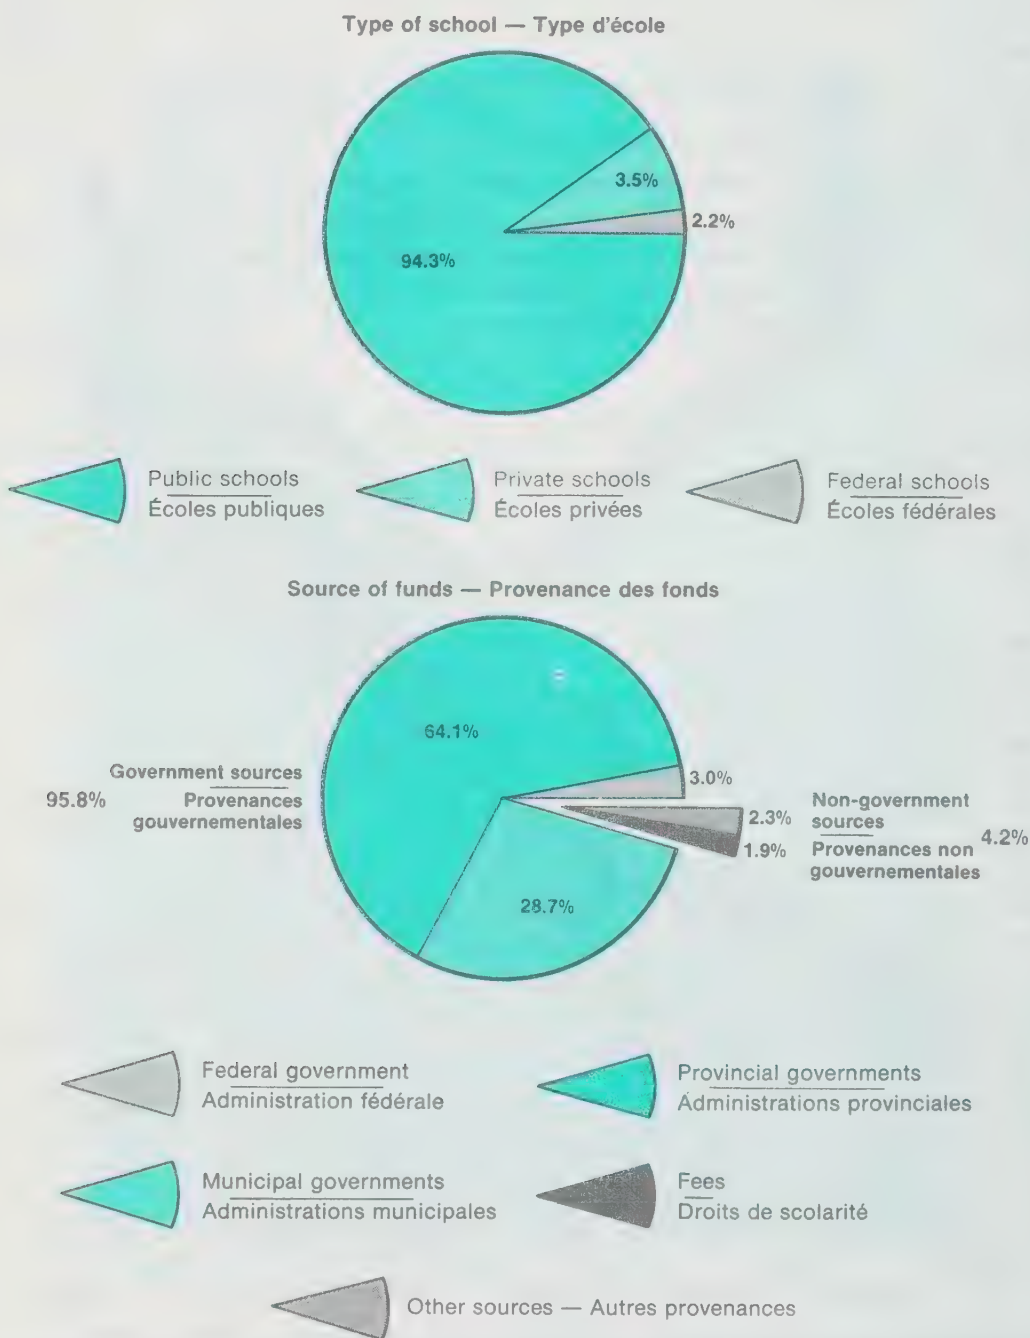 Type of school — Type d'école
3.5%
2.2%
94.3%
Public schools
Écoles publiques
Private schools
Écoles privées
Federal schools
Écoles fédérales
Source of funds — Provenance des fonds
64.1%
3.0%
Government sources
Provenances
gouvernementales
95.8%
2.3%
1.9%
Non-government
sources
Provenances non
gouvernementales
4.2%
28.7%
Federal government
Administration fédérale
Provincial governments
Administrations provinciales
Municipal governments
Administrations municipales
Fees
Droits de scolarité
Other sources — Autres provenances